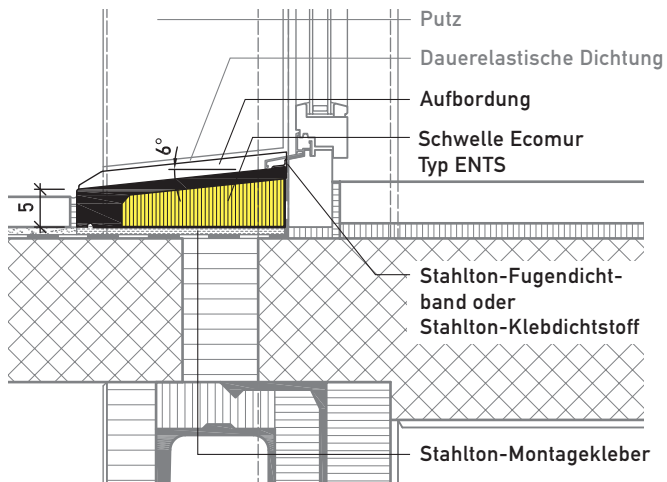 Putz
Dauerelastische Dichtung
Aufbordung
6°
Schwelle Ecomur
Typ ENTS
5
Stahlton-Fugendicht-
band oder
Stahlton-Klebdichtstoff
Stahlton-Montagekleber